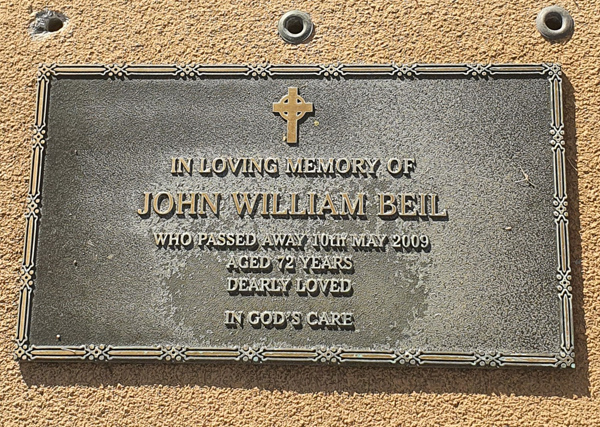 IN LOVING MEMORY OF
JOHN WILLIAM BEIL
WHO PASSED AWAY 10th MAY 2009
AGED 72 YEARS
DEARLY LOVED
IN GOD'S CARE